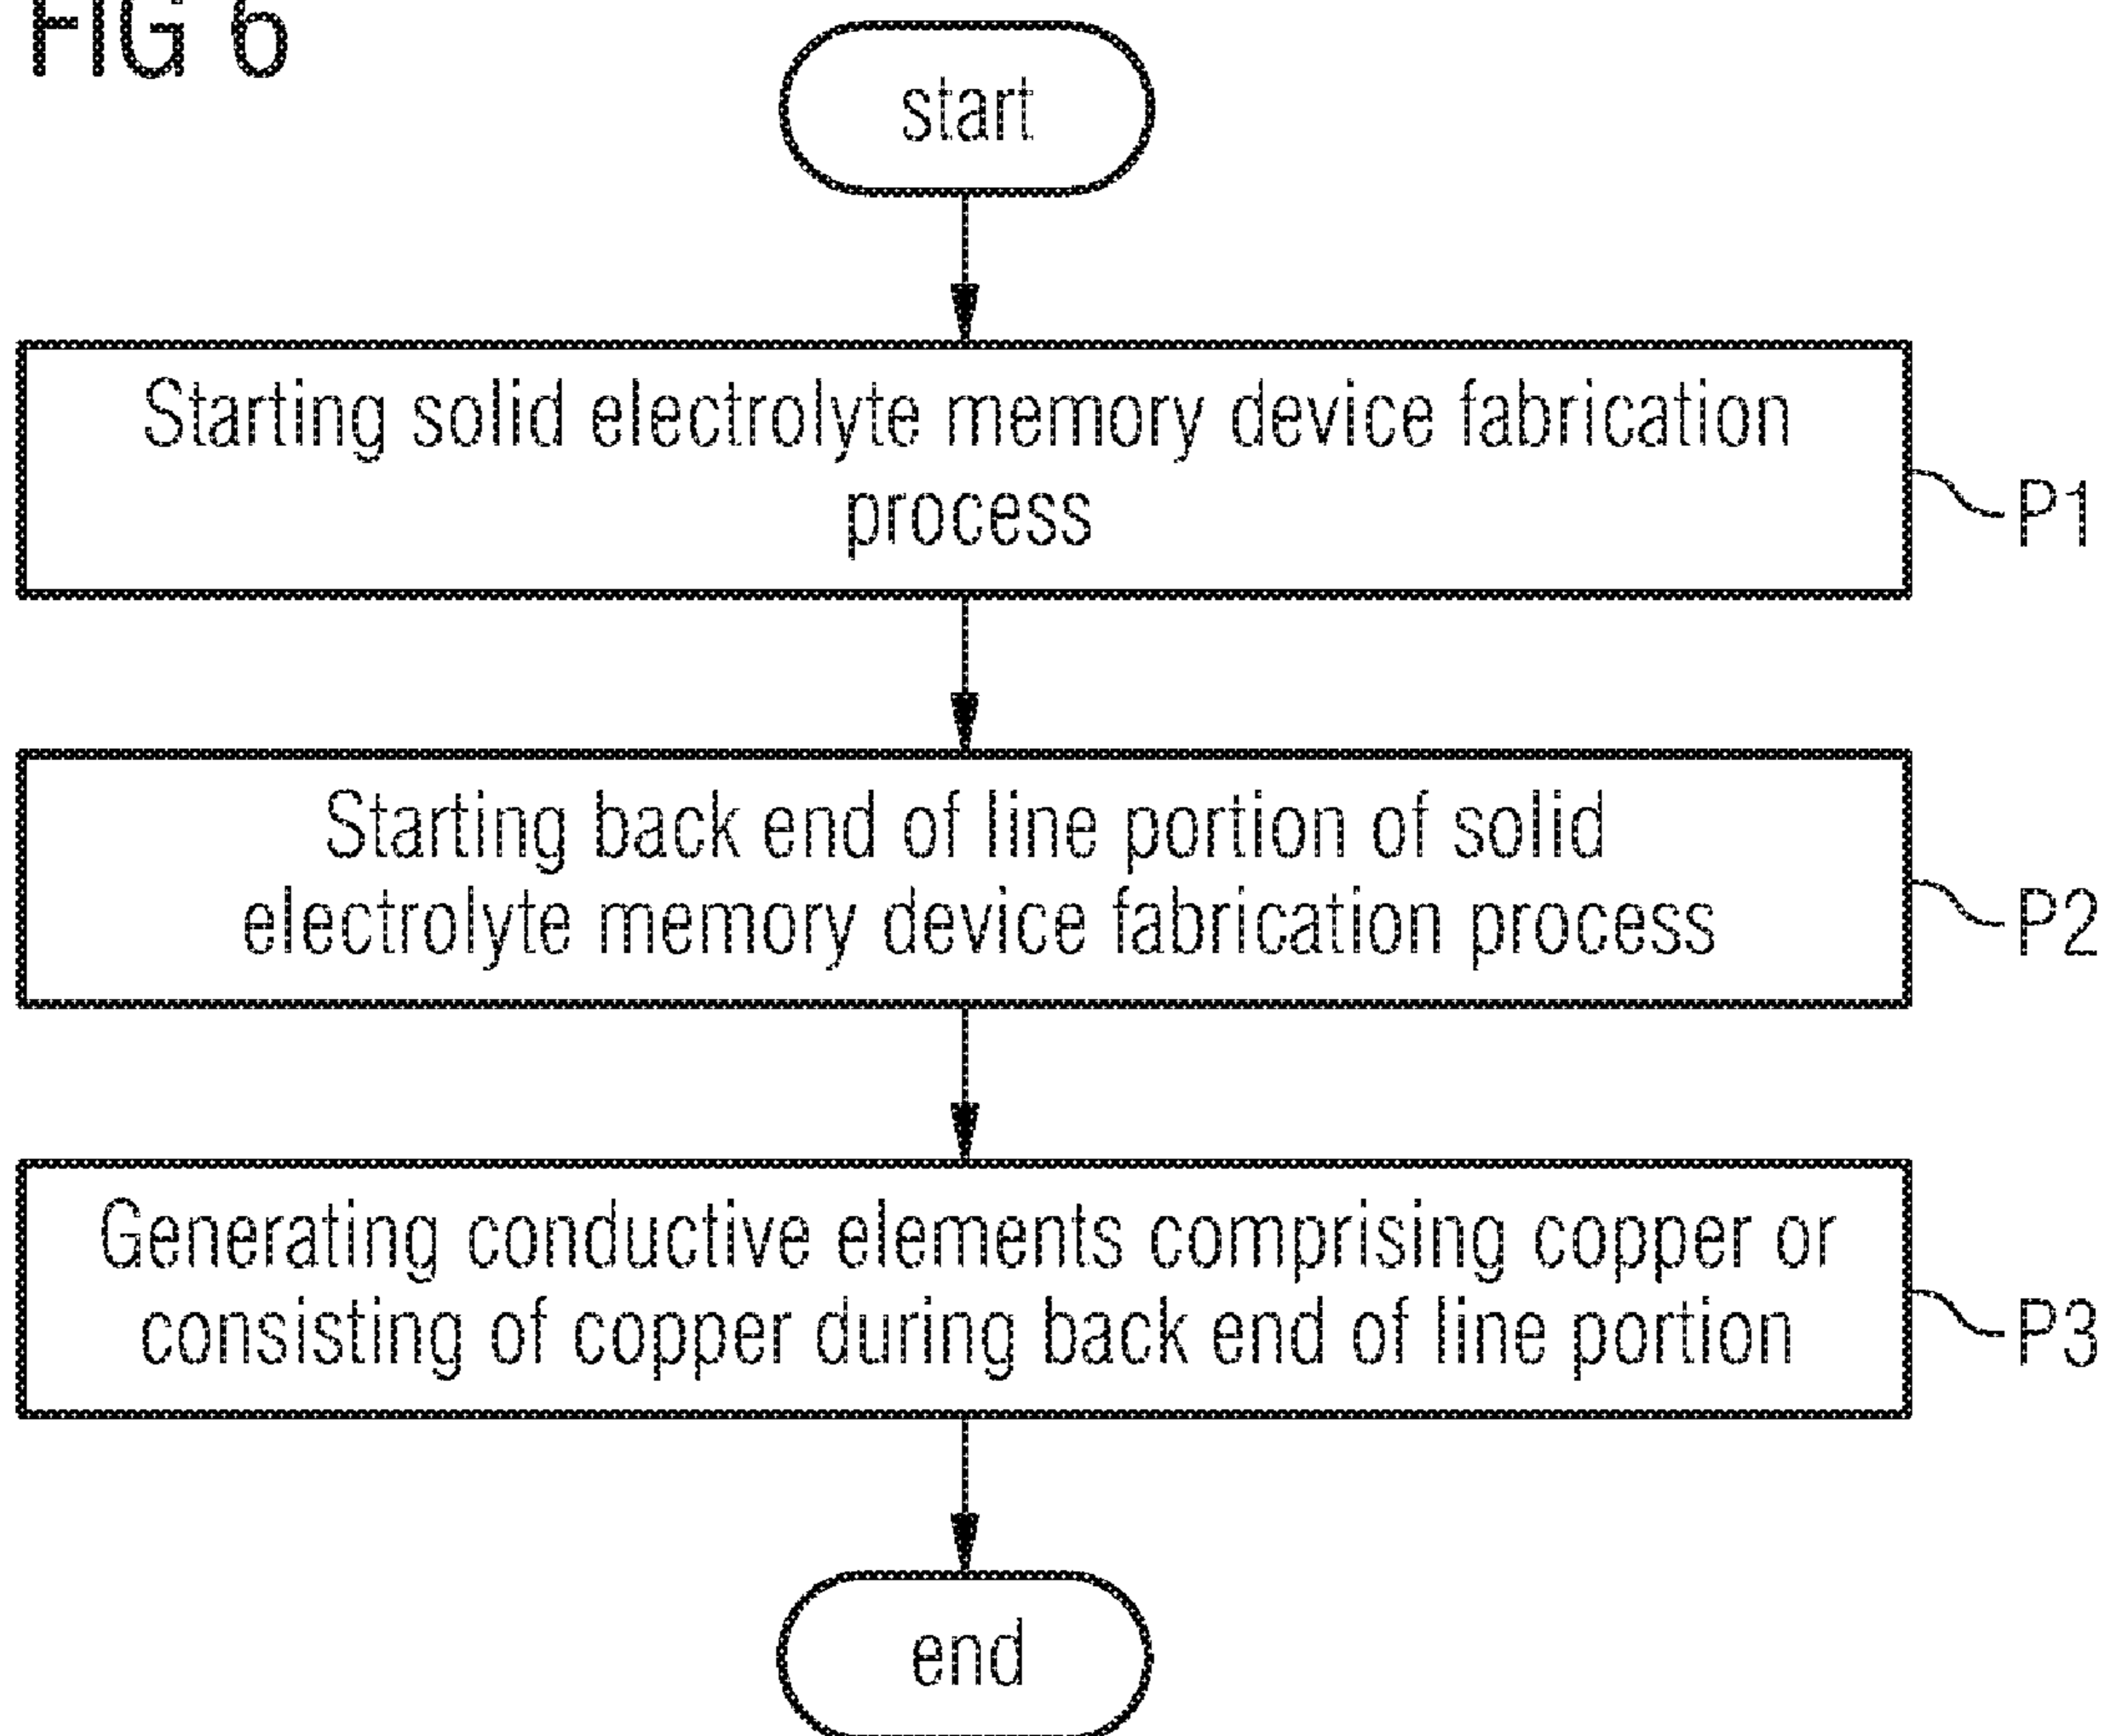 FIG 6
start
Starting solid electrolyte memory device fabrication
process
P1
Starting back end of line portion of solid
electrolyte memory device fabrication process
P2
Generating conductive elements comprising copper or
consisting of copper during back end of line portion
P3
end